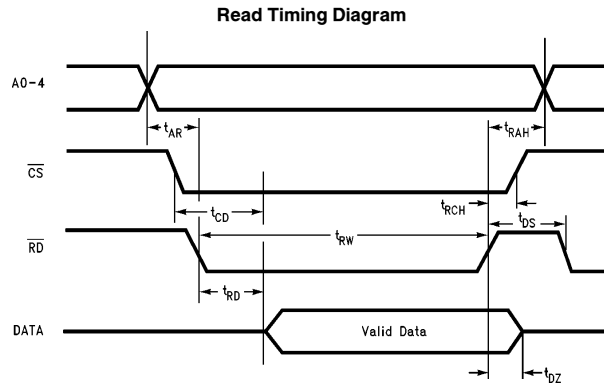 Read Timing Diagram
A0-4
tAR
tRAH
CS
tCD
tRCH
tDS
RD
tRW
tRD
DATA
Valid Data
tDZ